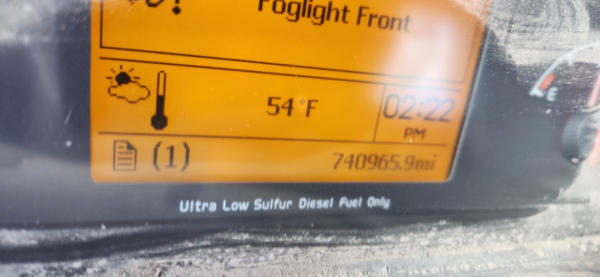 Foglight Front
54°F
02:22
PM
(1)
740965.9mi
Ultra Low Sulfur Diesel Fuel Only
E